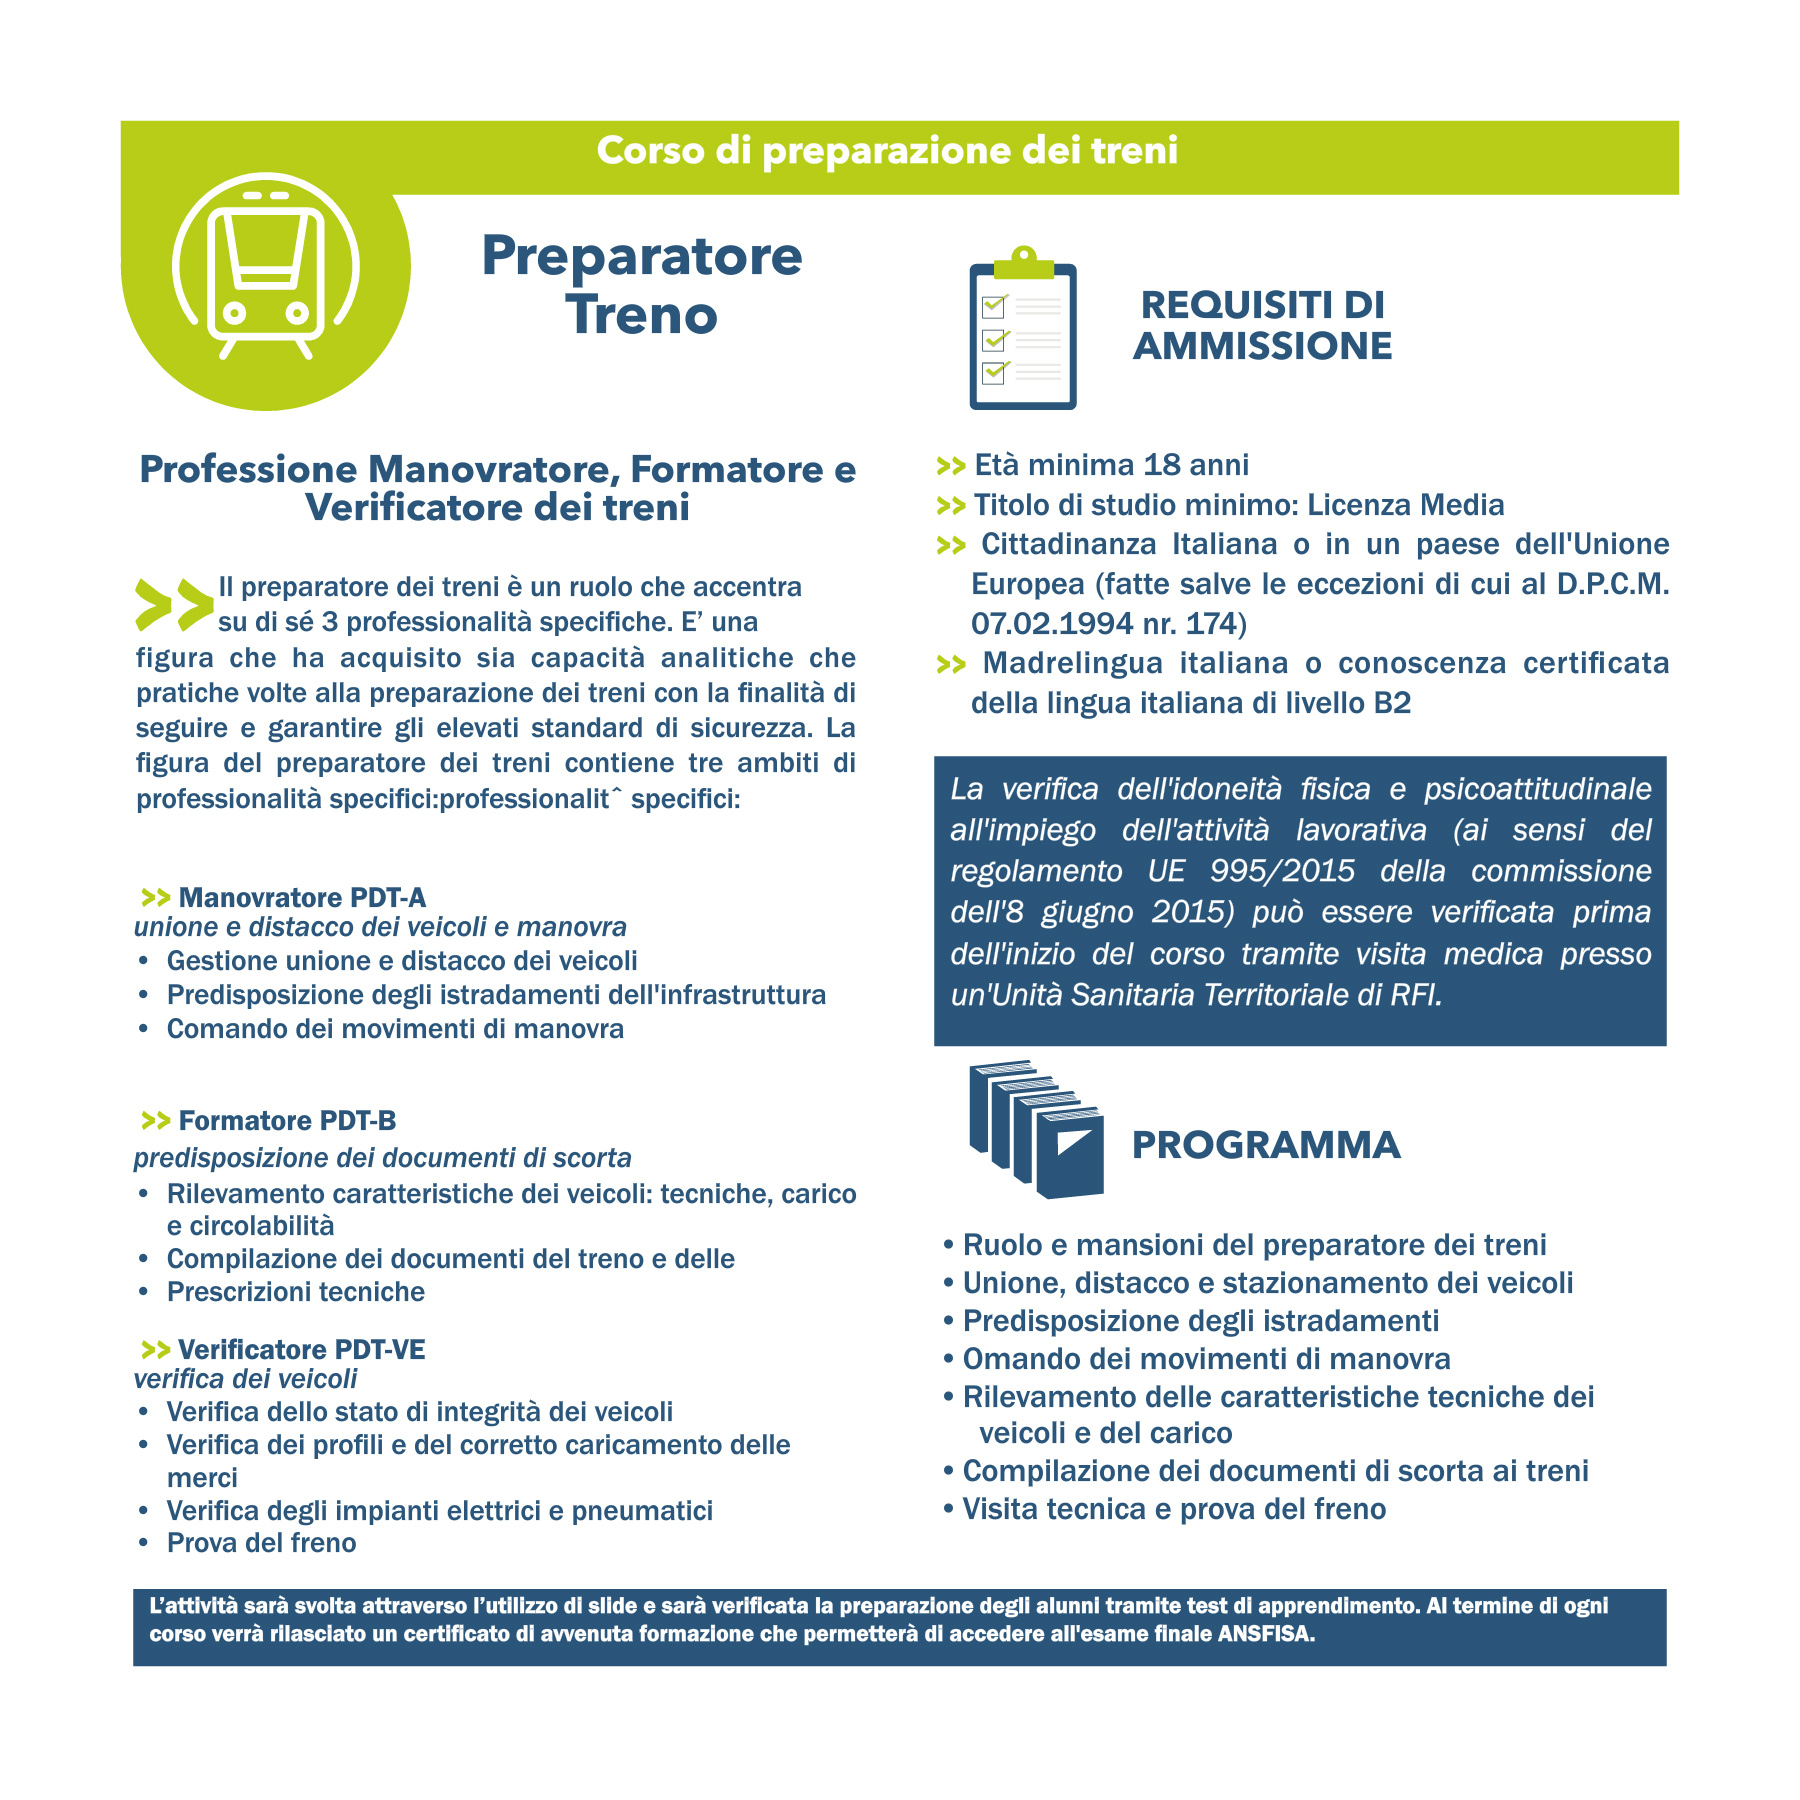 Corso di preparazione dei treni
Preparatore
Treno
Professione Manovratore, Formatore e
Verificatore dei treni
>> Il preparatore dei treni è un ruolo che accentra
su di sé 3 professionalità specifiche. E’ una
figura che ha acquisito sia capacità analitiche che
pratiche volte alla preparazione dei treni con la finalità di
seguire e garantire gli elevati standard di sicurezza. La
figura del preparatore dei treni contiene tre ambiti di
professionalità specifici:professionalitˆ specifici:
>> Manovratore PDT-A
unione e distacco dei veicoli e manovra
• Gestione unione e distacco dei veicoli
• Predisposizione degli istradamenti dell'infrastruttura
• Comando dei movimenti di manovra
>> Formatore PDT-B
predisposizione dei documenti di scorta
• Rilevamento caratteristiche dei veicoli: tecniche, carico
e circolabilità
• Compilazione dei documenti del treno e delle
• Prescrizioni tecniche
>> Verificatore PDT-VE
verifica dei veicoli
• Verifica dello stato di integrità dei veicoli
• Verifica dei profili e del corretto caricamento delle
merci
• Verifica degli impianti elettrici e pneumatici
• Prova del freno
REQUISITI DI
AMMISSIONE
>> Età minima 18 anni
>> Titolo di studio minimo: Licenza Media
>> Cittadinanza Italiana o in un paese dell'Unione
Europea (fatte salve le eccezioni di cui al D.P.C.M.
07.02.1994 nr. 174)
>> Madrelingua italiana o conoscenza certificata
della lingua italiana di livello B2
La verifica dell'idoneità fisica e psicoattitudinale
all'impiego dell'attività lavorativa (ai sensi del
regolamento UE 995/2015 della commissione
dell'8 giugno 2015) può essere verificata prima
dell'inizio del corso tramite visita medica presso
un'Unità Sanitaria Territoriale di RFI.
PROGRAMMA
• Ruolo e mansioni del preparatore dei treni
• Unione, distacco e stazionamento dei veicoli
• Predisposizione degli istradamenti
• Omando dei movimenti di manovra
• Rilevamento delle caratteristiche tecniche dei
veicoli e del carico
• Compilazione dei documenti di scorta ai treni
• Visita tecnica e prova del freno
L’attività sarà svolta attraverso l’utilizzo di slide e sarà verificata la preparazione degli alunni tramite test di apprendimento. Al termine di ogni
corso verrà rilasciato un certificato di avvenuta formazione che permetterà di accedere all'esame finale ANSFISA.